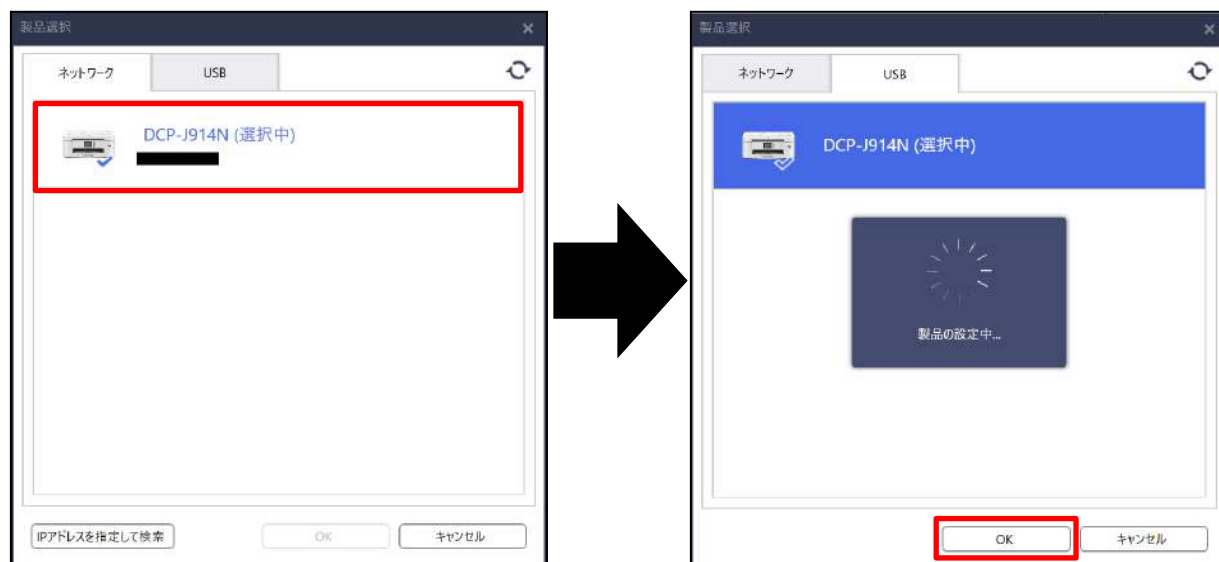 製品選択
ネットワーク
USB
DCP-J914N (選択中)
IPアドレスを指定して検索
OK
キャンセル
製品選択
ネットワーク
USB
DCP-J914N (選択中)
製品の設定中...
OK
キャンセル